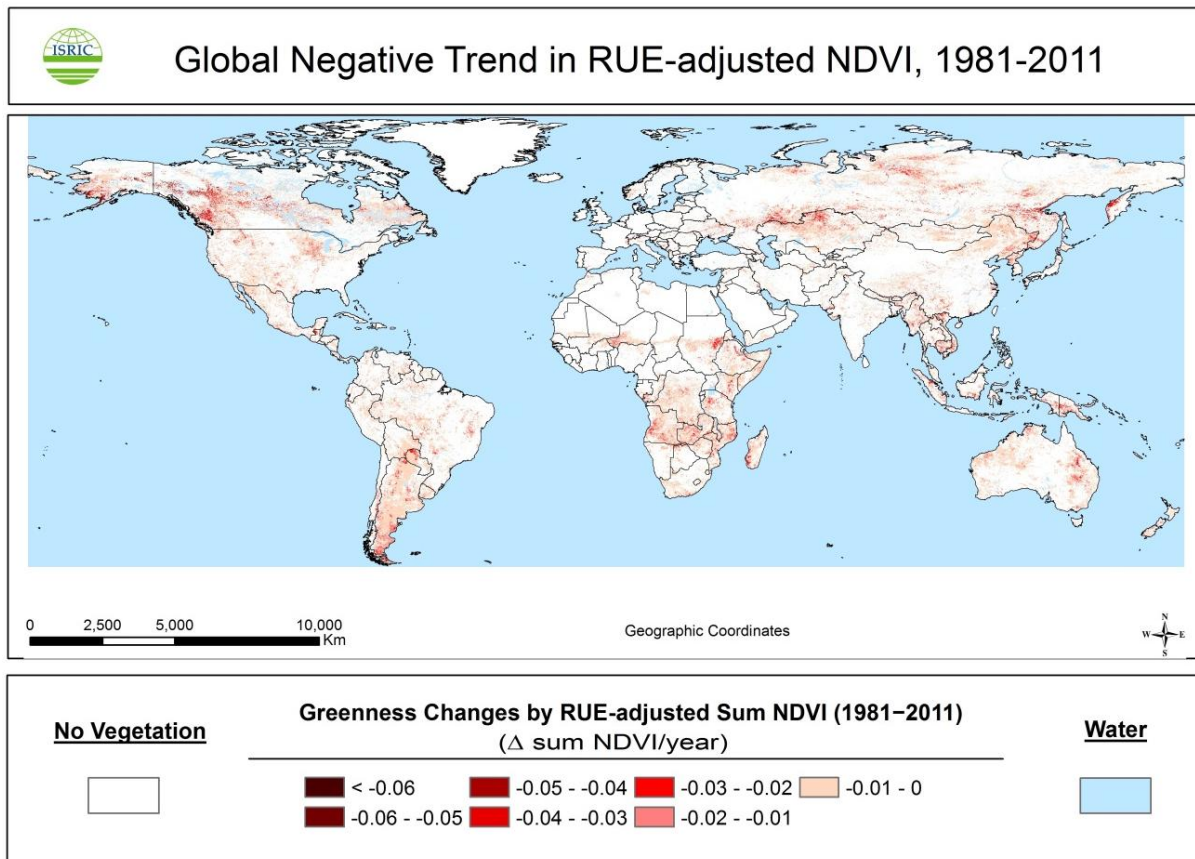 ISRIC
Global Negative Trend in RUE-adjusted NDVI, 1981-2011
0 2,500 5,000 10,000
Km
Geographic Coordinates
N
W E
S
No Vegetation
Greenness Changes by RUE-adjusted Sum NDVI (1981−2011)
(Δ sum NDVI/year)
Water
< -0.06 -0.05 - -0.04 -0.03 - -0.02 -0.01 - 0
-0.06 - -0.05 -0.04 - -0.03 -0.02 - -0.01